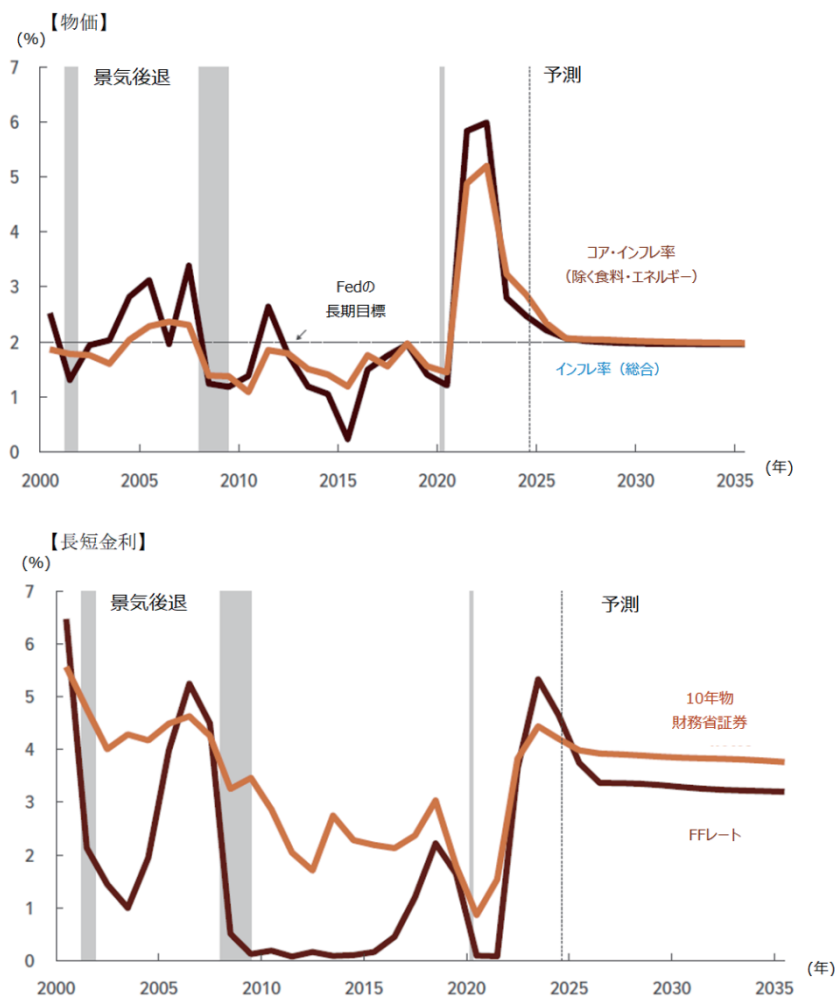 【物価】
(%)
7
景気後退
予測
6
5
コア・インフレ率
（除く食料・エネルギー）
4
Fedの
長期目標
3
2
インフレ率（総合）
1
0
2000
2005
2010
2015
2020
2025
2030
2035
(年)
【長短金利】
(%)
7
景気後退
予測
6
5
10年物
財務省証券
4
3
FFレート
2
1
0
2000
2005
2010
2015
2020
2025
2030
2035
(年)